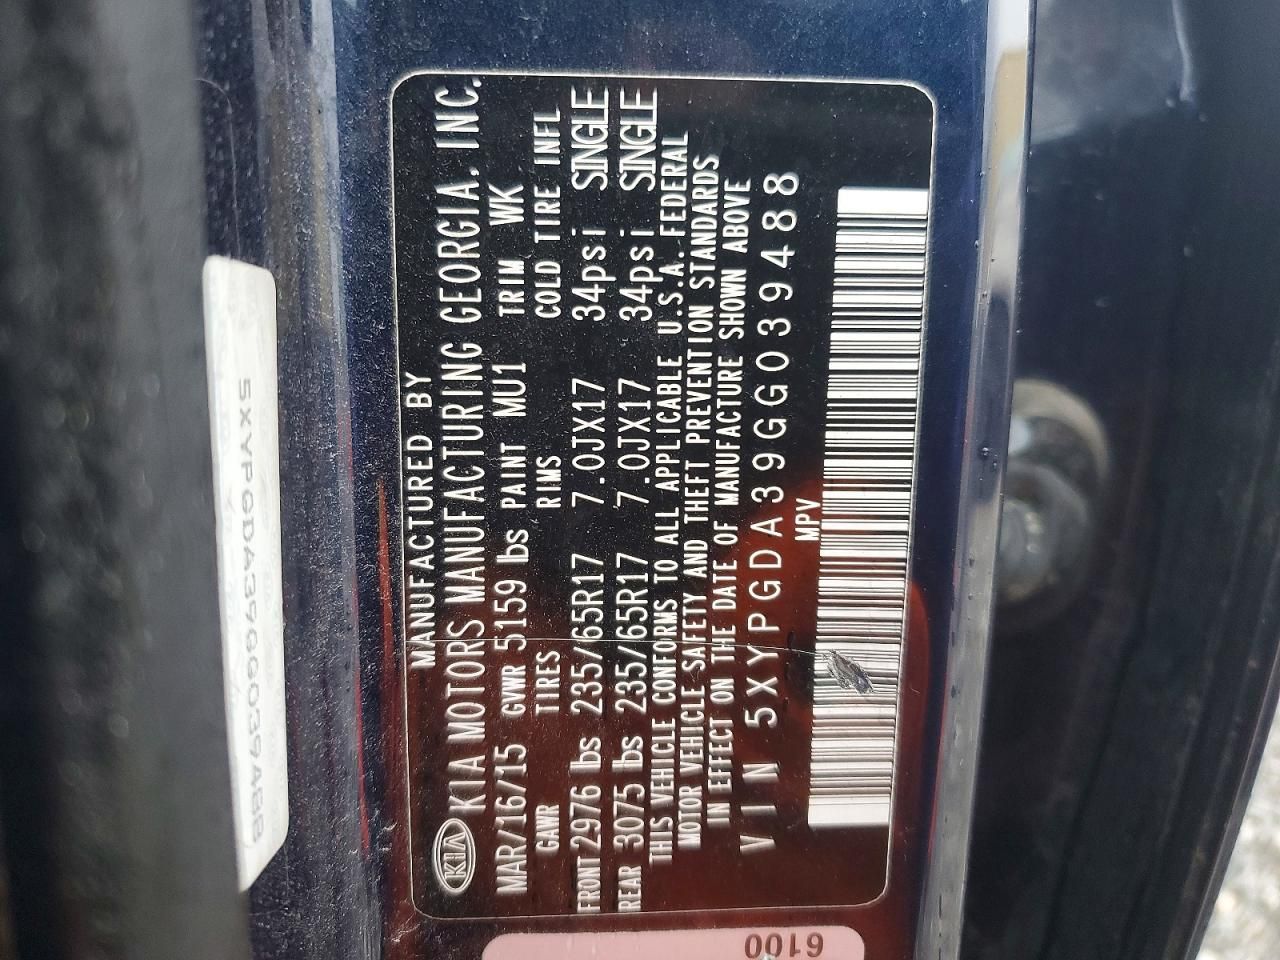 MANUFACTURED BY
KIA KIA MOTORS MANUFACTURING GEORGIA, INC.
MAR/16/15 GVWR 5159 lbs PAINT MU1 TRIM WK
GAWR TIRES RIMS COLD TIRE INFL
FRONT 2976 lbs 235/65R17 7.0JX17 34psi SINGLE
REAR 3075 lbs 235/65R17 7.0JX17 34psi SINGLE
THIS VEHICLE CONFORMS TO ALL APPLICABLE U.S.A. FEDERAL
MOTOR VEHICLE SAFETY AND THEFT PREVENTION STANDARDS
IN EFFECT ON THE DATE OF MANUFACTURE SHOWN ABOVE
VIN 5XYPGDA39GG039488
MPV
5XYPGDA39GG039488
6100